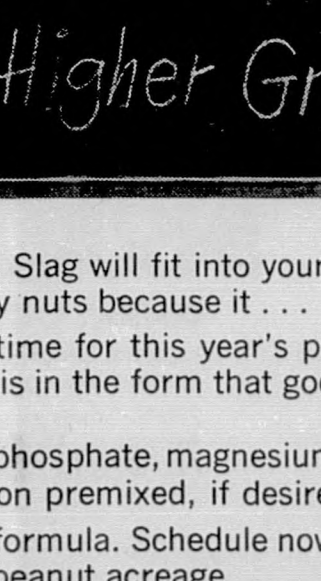 Higher Gr
Slag will fit into your
y nuts because it . . .
time for this year's p
is in the form that go
phosphate, magnesium
on premixed, if desire
formula. Schedule now
peanut acreage